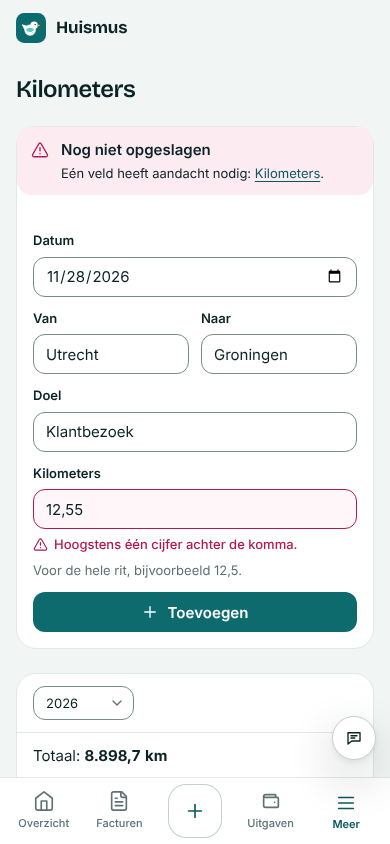 Huismus
Kilometers
Nog niet opgeslagen
Eén veld heeft aandacht nodig: Kilometers.
Datum
11/28/2026
Van
Naar
Utrecht
Groningen
Doel
Klantbezoek
Kilometers
12,55
Hoogstens één cijfer achter de komma.
Voor de hele rit, bijvoorbeeld 12,5.
Toevoegen
2026
Totaal: 8.898,7 km
Overzicht
Facturen
Uitgaven
Meer